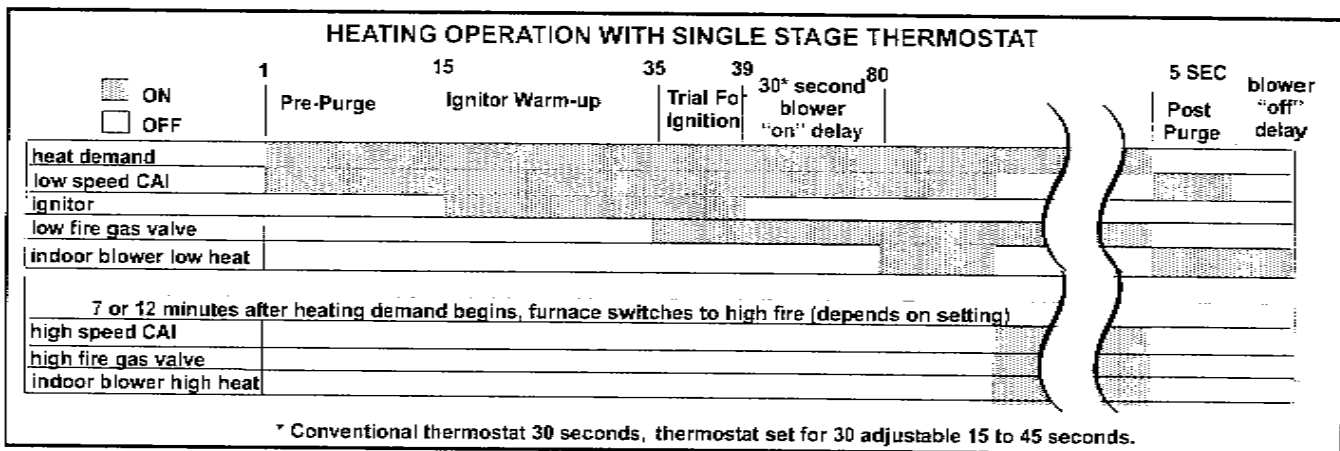 HEATING OPERATION WITH SINGLE STAGE THERMOSTAT
ON
OFF
1
15
35
39
80
5 SEC
Pre-Purge
Ignitor Warm-up
Trial Fo
ignition
30* second
blower
"on" delay
Post
Purge
blower
"off"
delay
heat demand
low speed CAI
ignitor
low fire gas valve
indoor blower low heat
7 or 12 minutes after heating demand begins, furnace switches to high fire (depends on setting)
high speed CAI
high fire gas valve
indoor blower high heat
* Conventional thermostat 30 seconds, thermostat set for 30 adjustable 15 to 45 seconds.